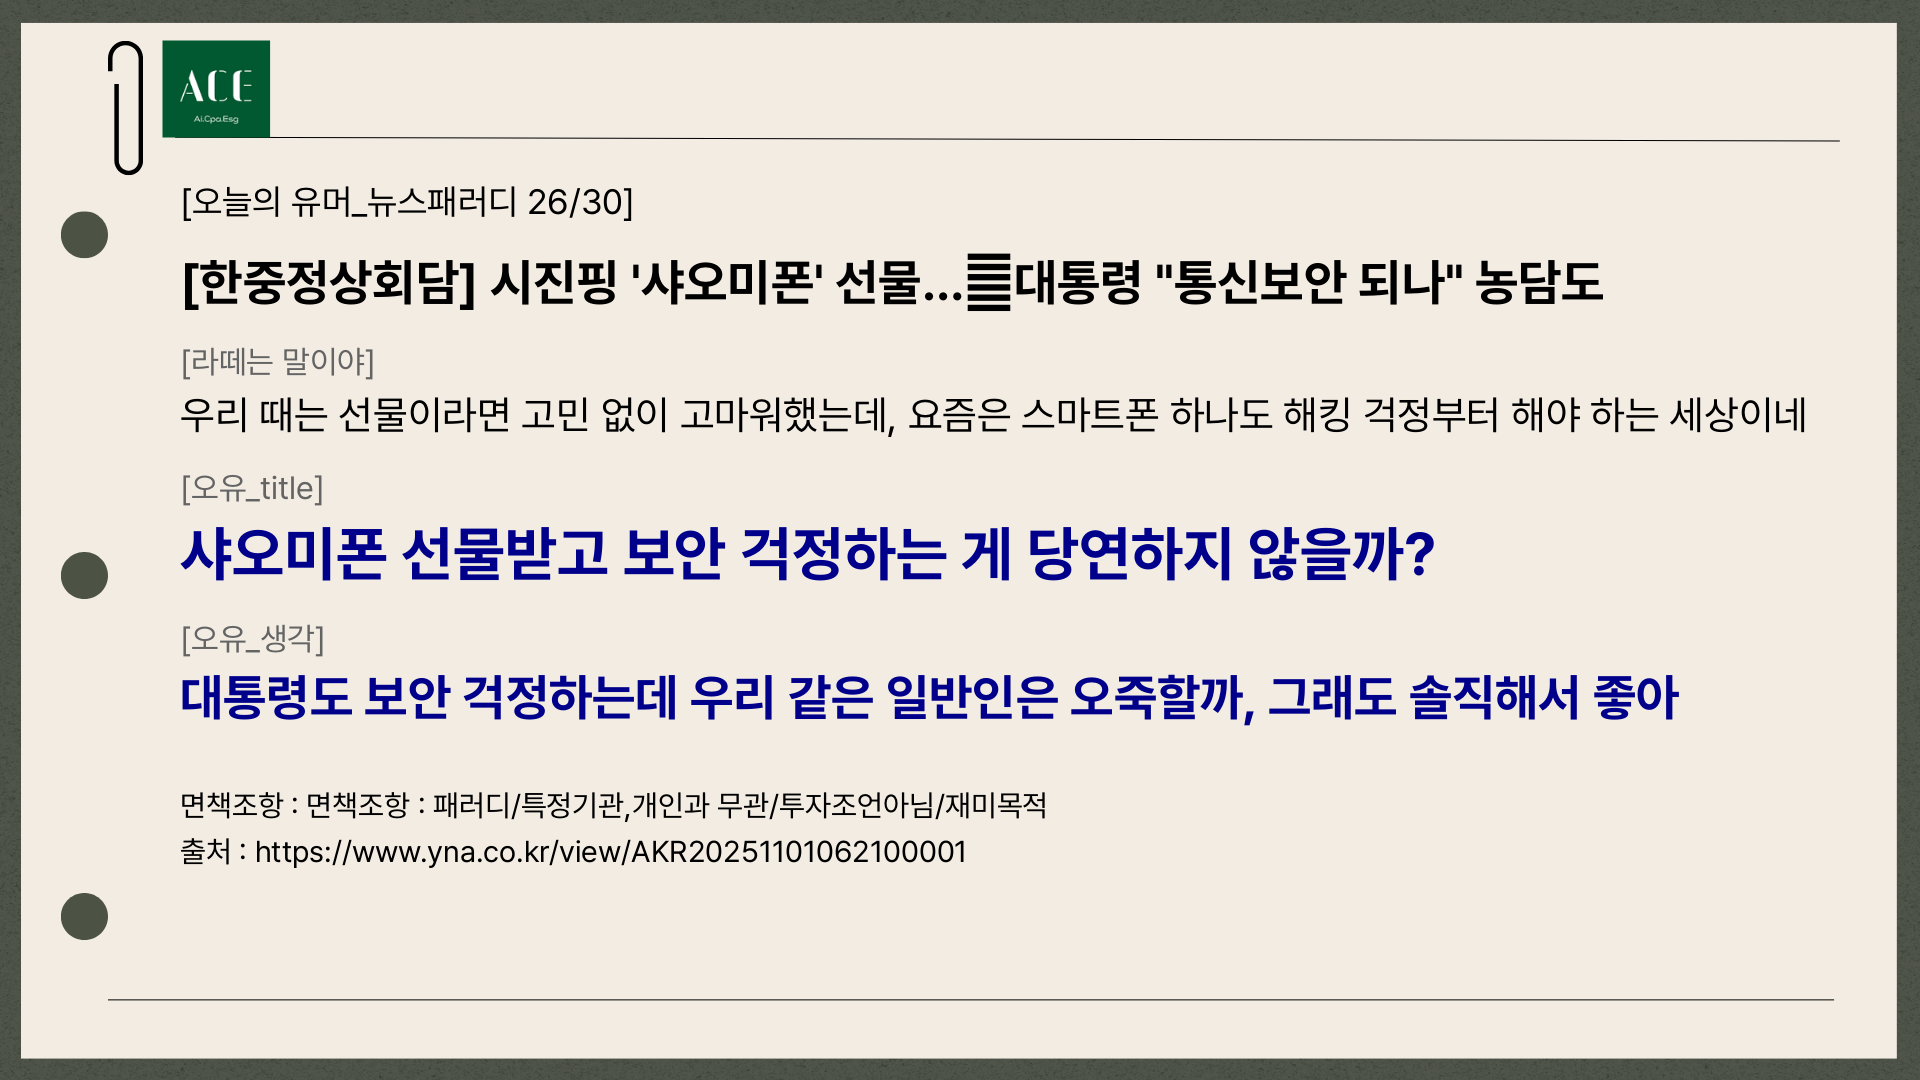 ACE
Ai.Cpa.Esg
[오늘의 유머_뉴스패러디 26/30]
[한중정상회담] 시진핑 '샤오미폰' 선물…대통령 "통신보안 되나" 농담도
[라떼는 말이야]
우리 때는 선물이라면 고민 없이 고마워했는데, 요즘은 스마트폰 하나도 해킹 걱정부터 해야 하는 세상이네
[오유_title]
샤오미폰 선물받고 보안 걱정하는 게 당연하지 않을까?
[오유_생각]
대통령도 보안 걱정하는데 우리 같은 일반인은 오죽할까, 그래도 솔직해서 좋아
면책조항 : 면책조항 : 패러디/특정기관,개인과 무관/투자조언아님/재미목적
출처 : https://www.yna.co.kr/view/AKR20251101062100001